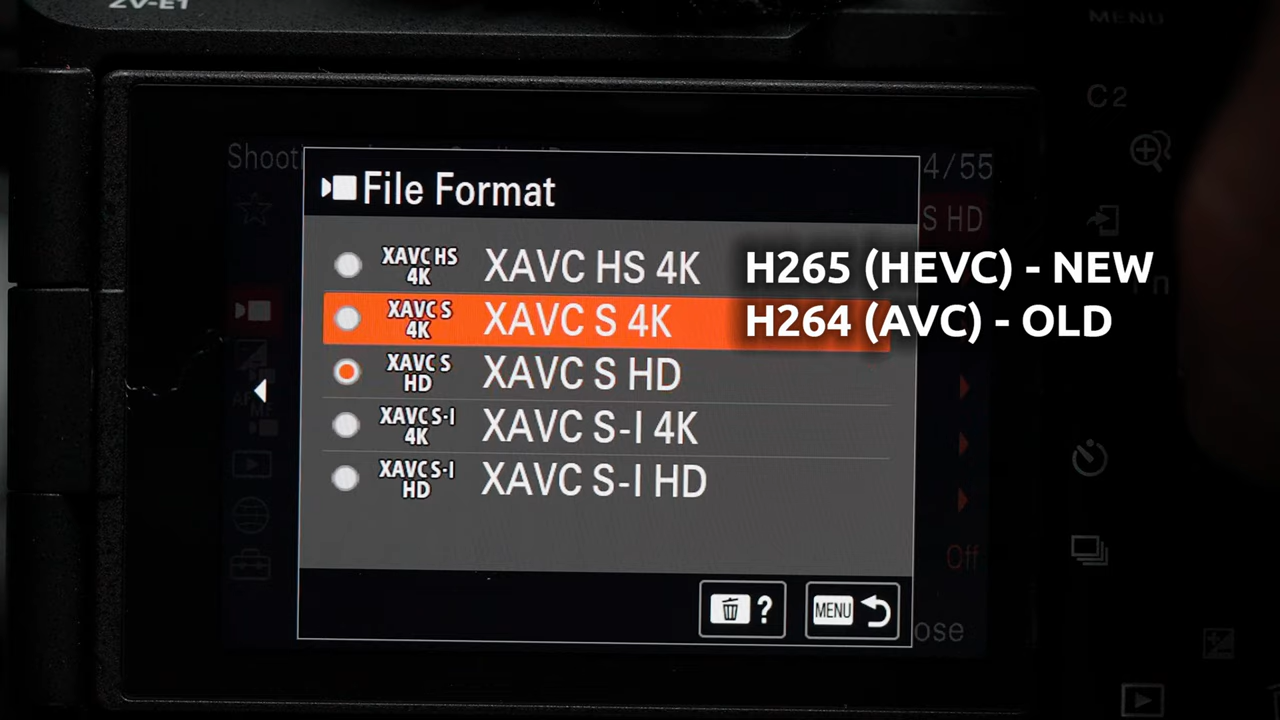 ZV-E1
MENU
C2
Shoot
4/55
File Format
S HD
XAVC HS 4K XAVC HS 4K H265 (HEVC) - NEW
XAVC S 4K XAVC S 4K H264 (AVC) - OLD
XAVC S HD XAVC S HD
XAVC S-I 4K XAVC S-I 4K
XAVC S-I HD XAVC S-I HD
AF
MF
Off
? MENU
ose